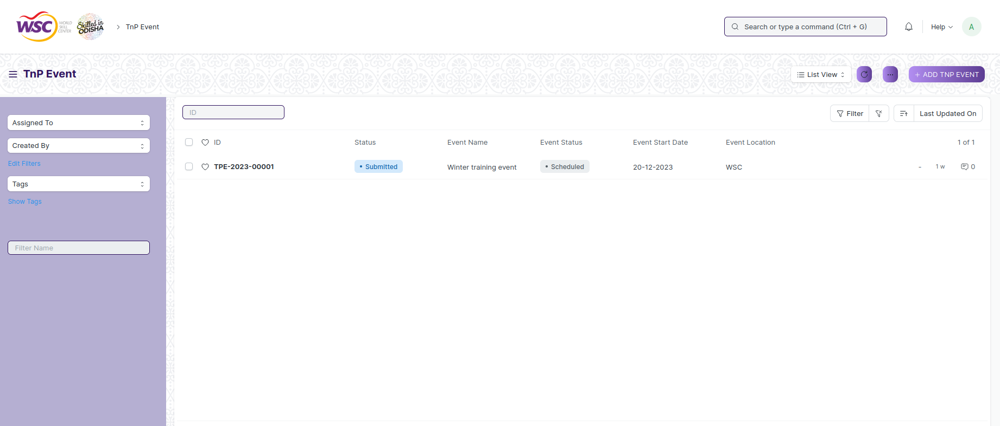 WSC WORLD SKILL CENTER Skilled in ODISHA > TnP Event Search or type a command (Ctrl + G) Help A
TnP Event List View ... + ADD TNP EVENT
Assigned To
Created By
Edit Filters
Tags
Show Tags
Filter Name
ID Filter Last Updated On
ID Status Event Name Event Status Event Start Date Event Location 1 of 1
TPE-2023-00001 • Submitted Winter training event • Scheduled 20-12-2023 WSC - 1 w 0